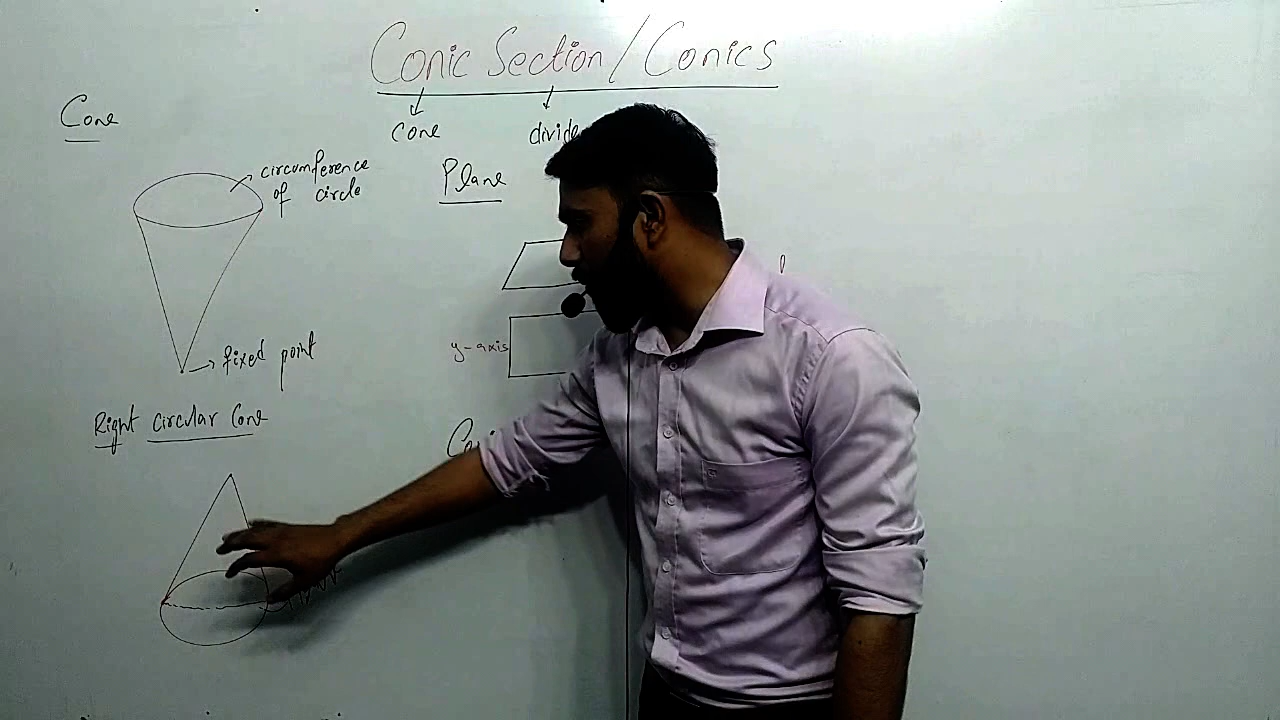 Conic Section / Conics
Cone
cone
divide
circumference
of circle
Plane
y-axis
fixed point
Right Circular Cone